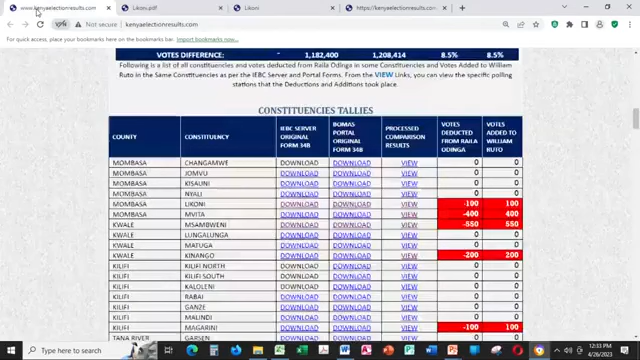 www.kenyaelectionresults.com
Likoni.pdf
Likoni
https://kenyaelectionresults.com
Not secure kenyaelectionresults.com
For quick access, place your bookmarks here on the bookmarks bar.
VOTES DIFFERENCE: - 1,182,400 1,208,414 8.5% 8.5%
Following is a list of all constituencies and votes deducted from Raila Odinga in some Constituencies and Votes Added to William
Ruto in the Same Constituencies as per the IEBC Server and Portal Forms. From the VIEW Links, you can view the specific polling
stations that the Deductions and Additions took place.
CONSTITUENCIES TALLIES
COUNTY CONSTITUENCY IEBC SERVER ORIGINAL FORM 34B BOMAS PORTAL ORIGINAL FORM 34B PROCESSED COMPARISON RESULTS VOTES DEDUCTED FROM RAILA ODINGA VOTES ADDED TO WILLIAM RUTO
MOMBASA CHANGAMWE DOWNLOAD DOWNLOAD VIEW 0 0
MOMBASA JOMVU DOWNLOAD DOWNLOAD VIEW 0 0
MOMBASA KISAUNI DOWNLOAD DOWNLOAD VIEW 0 0
MOMBASA NYALI DOWNLOAD DOWNLOAD VIEW 0 0
MOMBASA LIKONI DOWNLOAD DOWNLOAD VIEW -100 100
MOMBASA MVITA DOWNLOAD DOWNLOAD VIEW -400 400
KWALE MSAMBWENI DOWNLOAD DOWNLOAD VIEW -550 550
KWALE LUNGALUNGA DOWNLOAD DOWNLOAD VIEW 0 0
KWALE MATUGA DOWNLOAD DOWNLOAD VIEW 0 0
KWALE KINANGO DOWNLOAD DOWNLOAD VIEW -200 200
KILIFI KILIFI NORTH DOWNLOAD DOWNLOAD VIEW 0 0
KILIFI KILIFI SOUTH DOWNLOAD DOWNLOAD VIEW 0 0
KILIFI KALOLENI DOWNLOAD DOWNLOAD VIEW 0 0
KILIFI RABAI DOWNLOAD DOWNLOAD VIEW 0 0
KILIFI GANZE DOWNLOAD DOWNLOAD VIEW 0 0
KILIFI MALINDI DOWNLOAD DOWNLOAD VIEW 0 0
KILIFI MAGARINI DOWNLOAD DOWNLOAD VIEW -100 100
TANA RIVER GARSEN DOWNLOAD DOWNLOAD VIEW 0 0
Type here to search
12:33 PM
4/26/2023